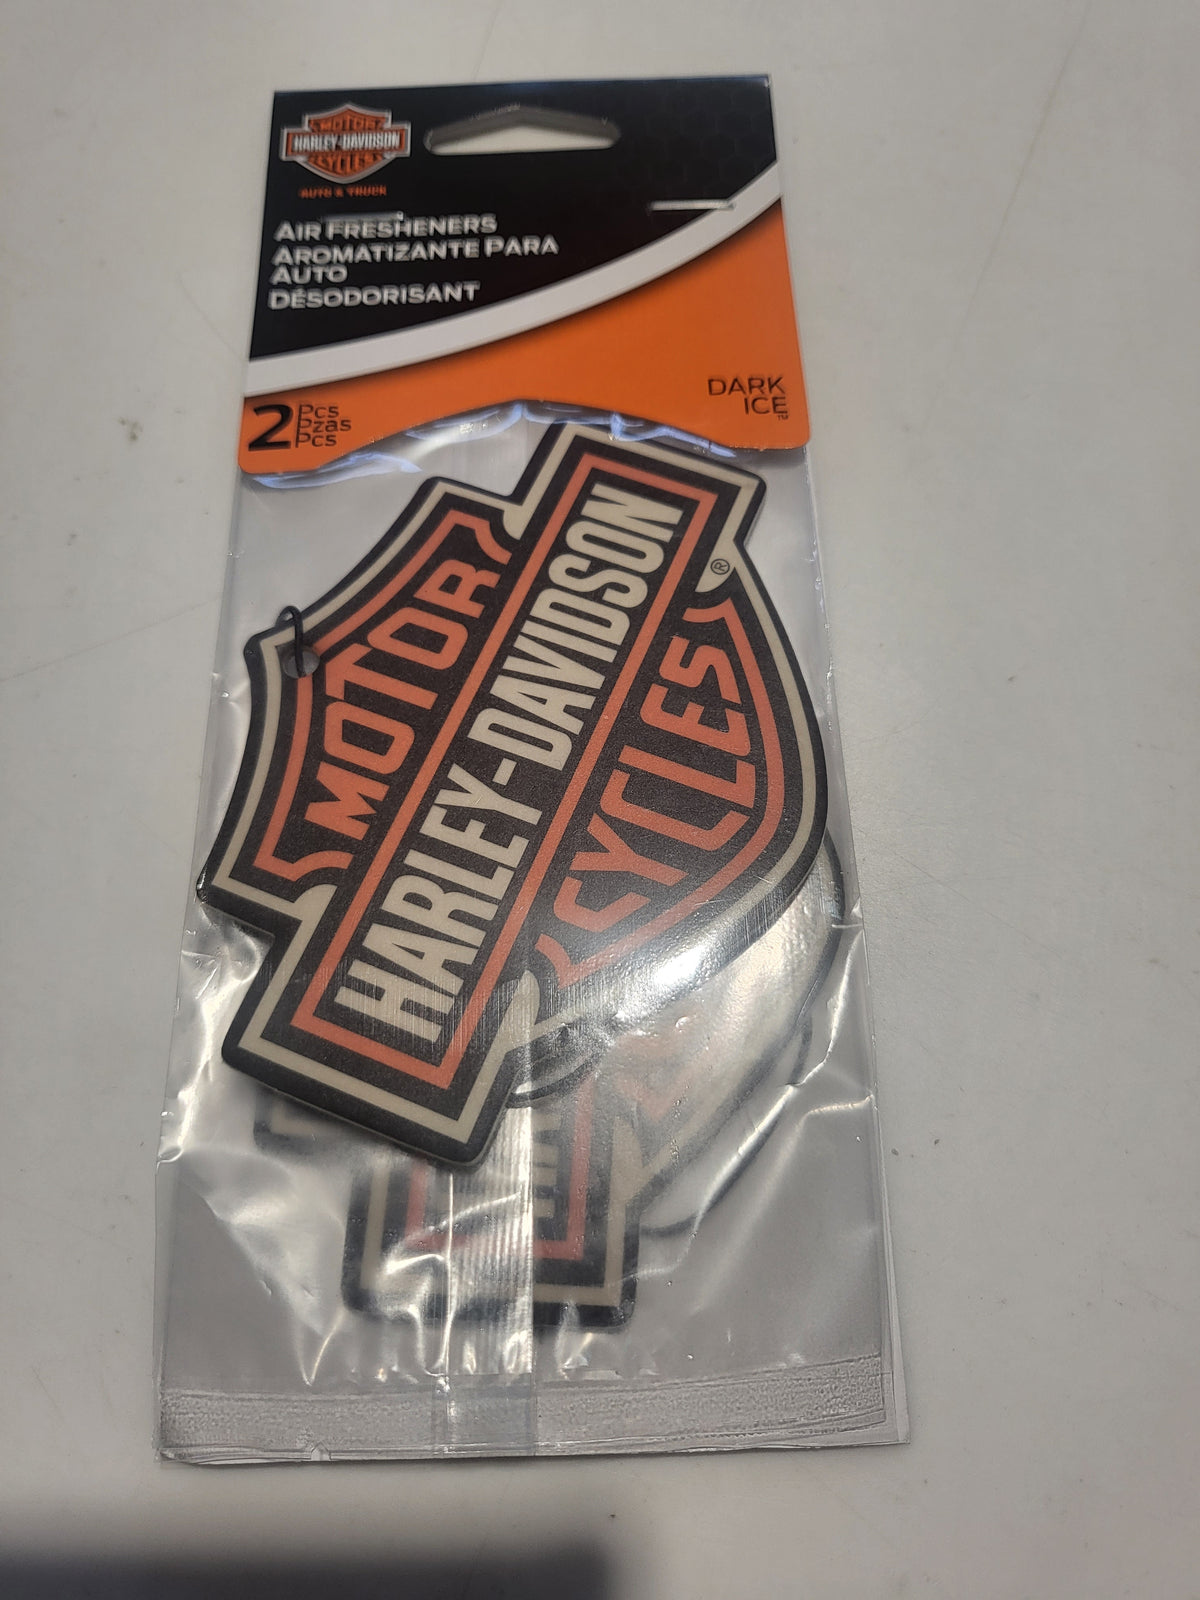 MOTOR
HARLEY-DAVIDSON
CYCLES
AUTO & TRUCK
AIR FRESHENERS
AROMATIZANTE PARA
AUTO
DÉSODORISANT
2 Pcs
Pzas
Pcs
DARK
ICE™
MOTOR
HARLEY-DAVIDSON
®
CYCLES